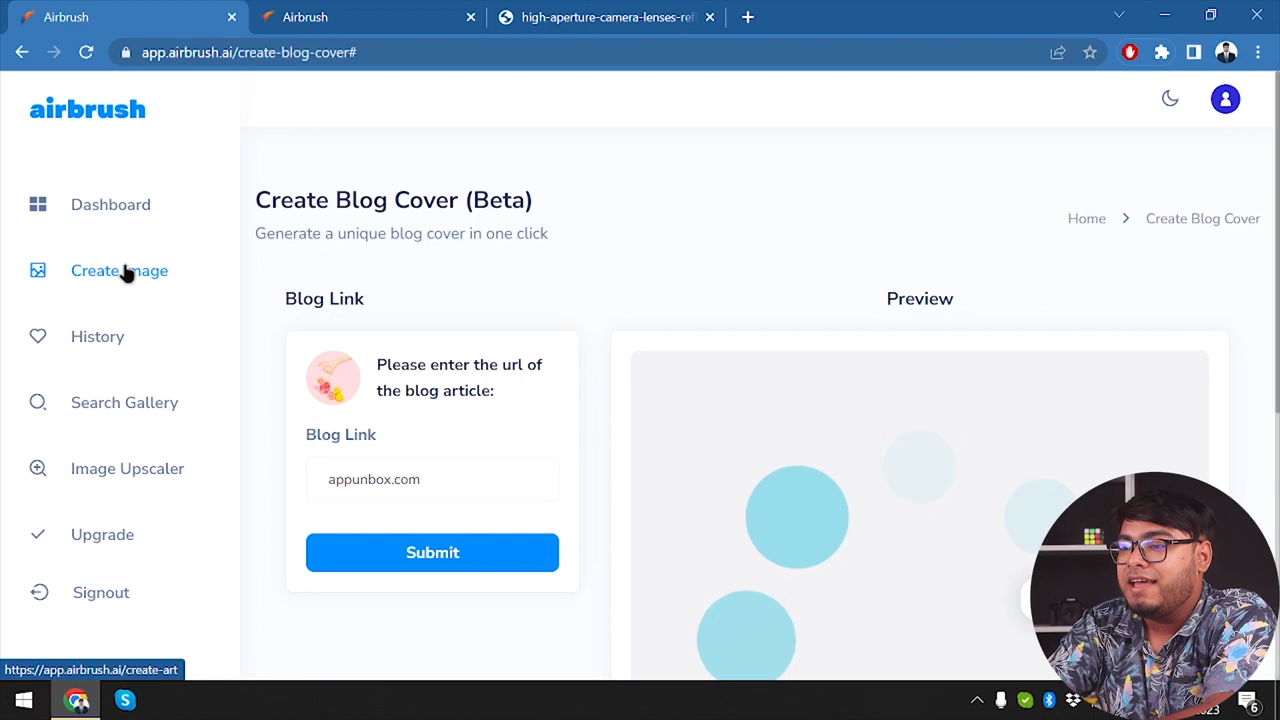 Airbrush
Airbrush
high-aperture-camera-lenses-ref
app.airbrush.ai/create-blog-cover#
airbrush
Dashboard
Create Image
History
Search Gallery
Image Upscaler
Upgrade
Signout
Create Blog Cover (Beta)
Generate a unique blog cover in one click
Home
Create Blog Cover
Blog Link
Please enter the url of
the blog article:
Blog Link
appunbox.com
Submit
Preview
https://app.airbrush.ai/create-art
6